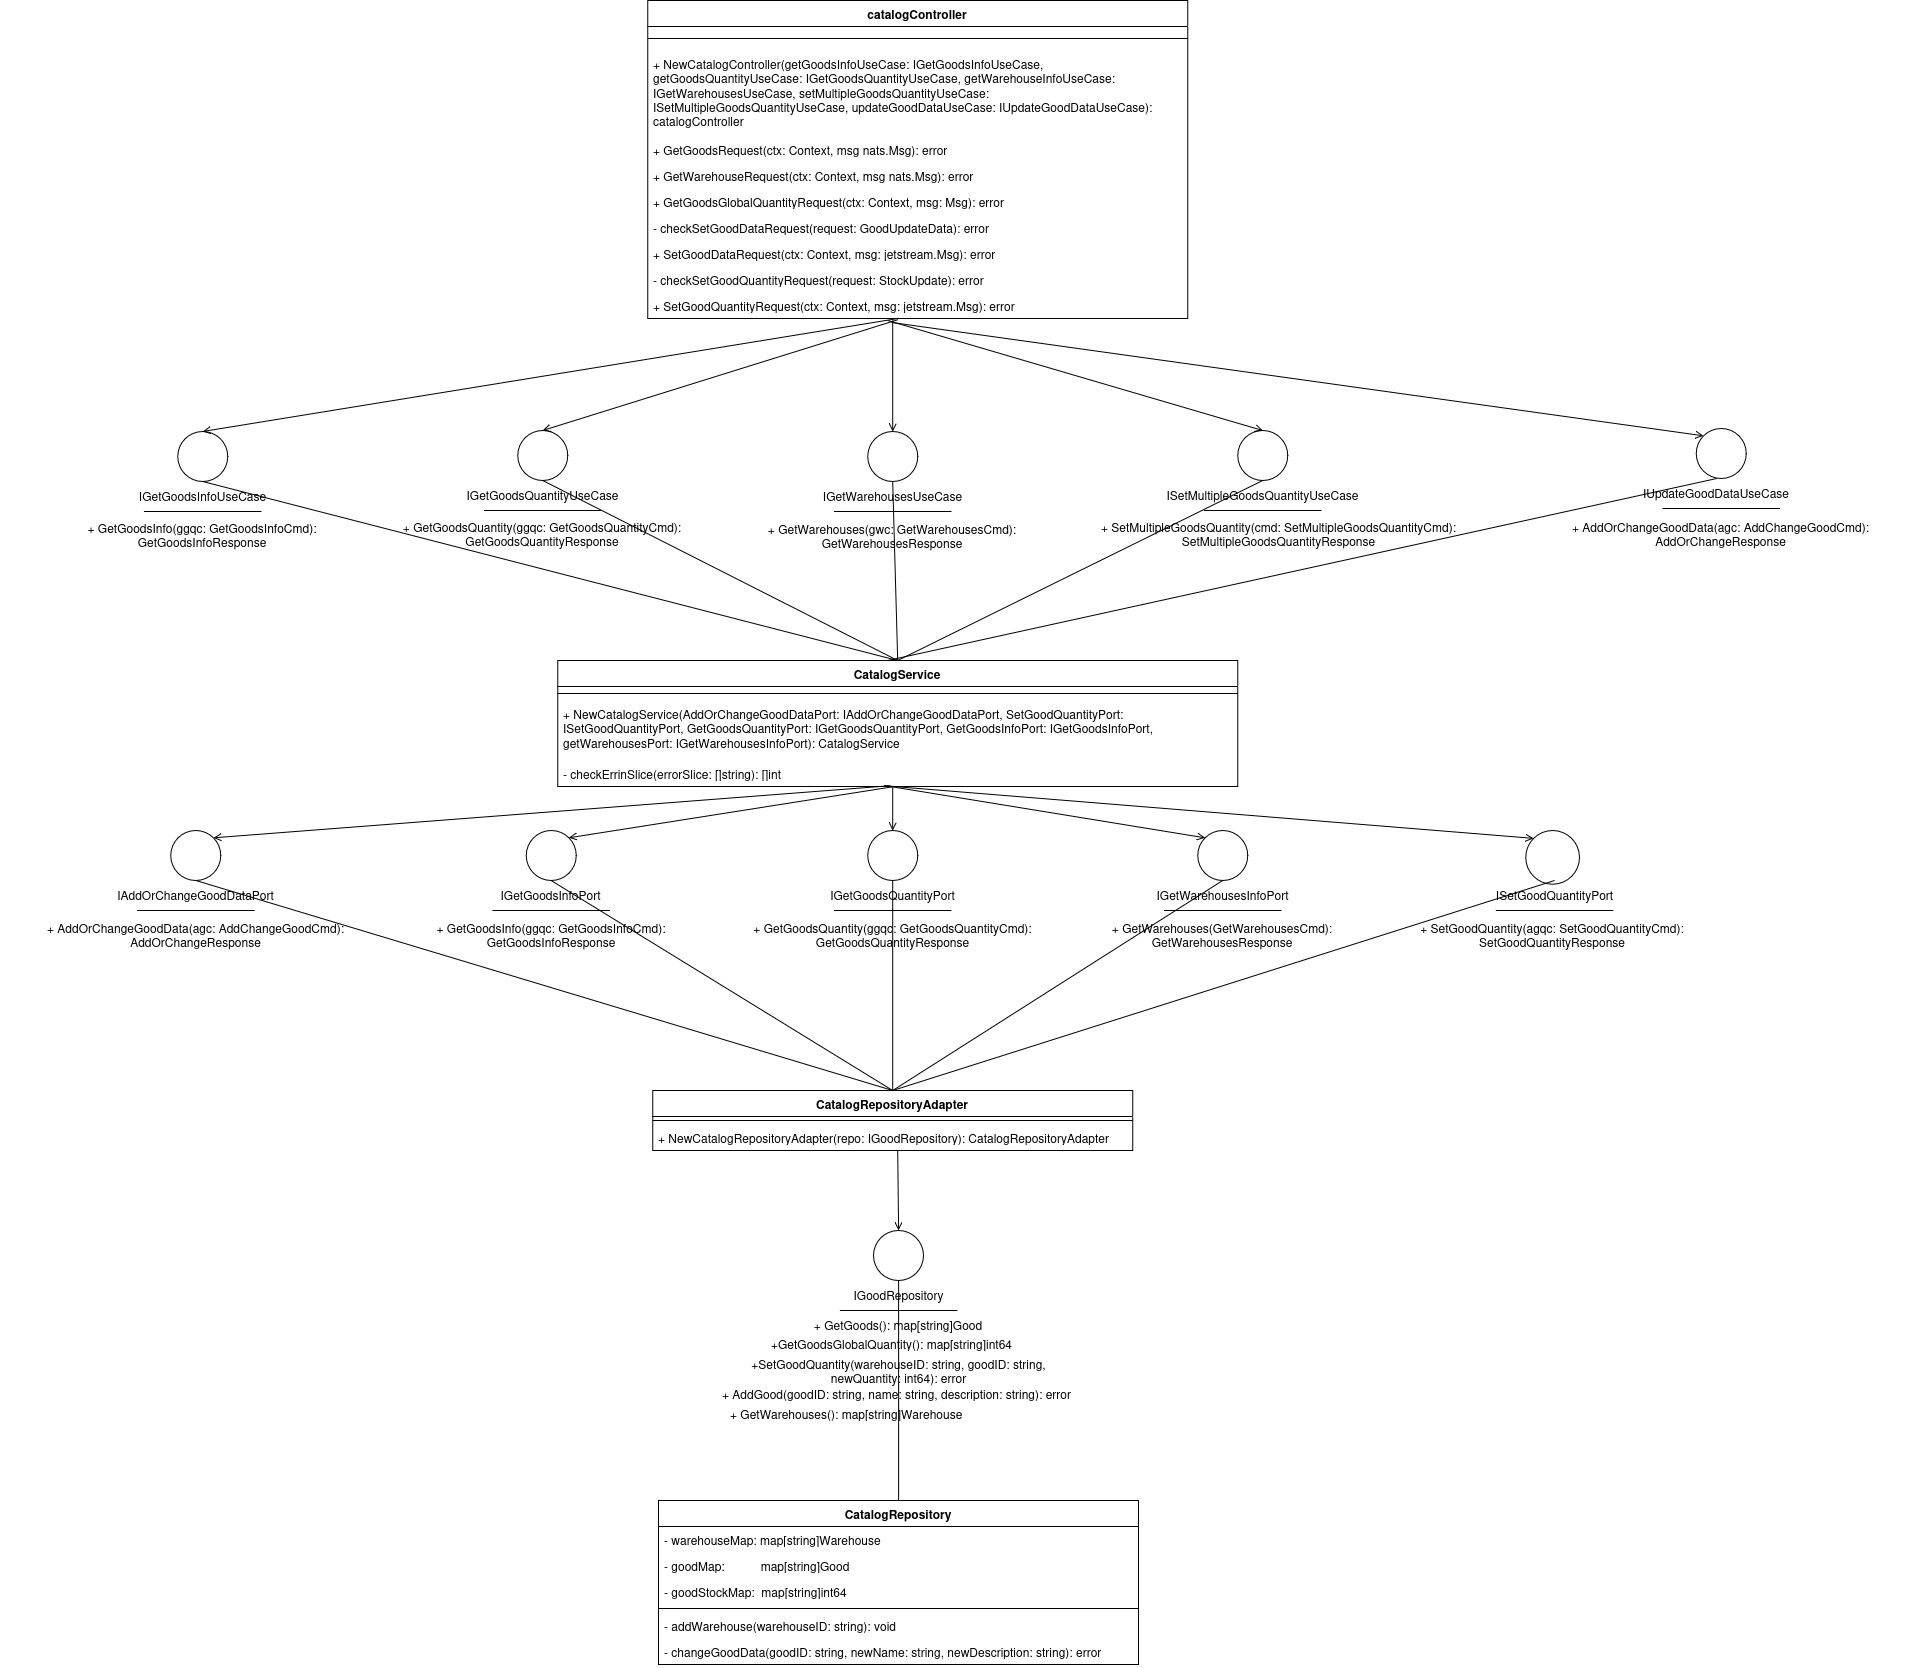 catalogController
+ NewCatalogController(getGoodsInfoUseCase: IGetGoodsInfoUseCase,
getGoodsQuantityUseCase: IGetGoodsQuantityUseCase, getWarehouseInfoUseCase:
IGetWarehousesUseCase, setMultipleGoodsQuantityUseCase:
ISetMultipleGoodsQuantityUseCase, updateGoodDataUseCase: IUpdateGoodDataUseCase):
catalogController
+ GetGoodsRequest(ctx: Context, msg nats.Msg): error
+ GetWarehouseRequest(ctx: Context, msg nats.Msg): error
+ GetGoodsGlobalQuantityRequest(ctx: Context, msg: Msg): error
- checkSetGoodDataRequest(request: GoodUpdateData): error
+ SetGoodDataRequest(ctx: Context, msg: jetstream.Msg): error
- checkSetGoodQuantityRequest(request: StockUpdate): error
+ SetGoodQuantityRequest(ctx: Context, msg: jetstream.Msg): error
IGetGoodsInfoUseCase
+ GetGoodsInfo(ggqc: GetGoodsInfoCmd):
GetGoodsInfoResponse
IGetGoodsQuantityUseCase
+ GetGoodsQuantity(ggqc: GetGoodsQuantityCmd):
GetGoodsQuantityResponse
IGetWarehousesUseCase
+ GetWarehouses(gwc: GetWarehousesCmd):
GetWarehousesResponse
ISetMultipleGoodsQuantityUseCase
+ SetMultipleGoodsQuantity(cmd: SetMultipleGoodsQuantityCmd):
SetMultipleGoodsQuantityResponse
IUpdateGoodDataUseCase
+ AddOrChangeGoodData(agc: AddChangeGoodCmd):
AddOrChangeResponse
CatalogService
+ NewCatalogService(AddOrChangeGoodDataPort: IAddOrChangeGoodDataPort, SetGoodQuantityPort:
ISetGoodQuantityPort, GetGoodsQuantityPort: IGetGoodsQuantityPort, GetGoodsInfoPort: IGetGoodsInfoPort,
getWarehousesPort: IGetWarehousesInfoPort): CatalogService
- checkErrinSlice(errorSlice: []string): []int
IAddOrChangeGoodDataPort
+ AddOrChangeGoodData(agc: AddChangeGoodCmd):
AddOrChangeResponse
IGetGoodsInfoPort
+ GetGoodsInfo(ggqc: GetGoodsInfoCmd):
GetGoodsInfoResponse
IGetGoodsQuantityPort
+ GetGoodsQuantity(ggqc: GetGoodsQuantityCmd):
GetGoodsQuantityResponse
IGetWarehousesInfoPort
+ GetWarehouses(GetWarehousesCmd):
GetWarehousesResponse
ISetGoodQuantityPort
+ SetGoodQuantity(agqc: SetGoodQuantityCmd):
SetGoodQuantityResponse
CatalogRepositoryAdapter
+ NewCatalogRepositoryAdapter(repo: IGoodRepository): CatalogRepositoryAdapter
IGoodRepository
+ GetGoods(): map[string]Good
+GetGoodsGlobalQuantity(): map[string]int64
+SetGoodQuantity(warehouseID: string, goodID: string,
newQuantity: int64): error
+ AddGood(goodID: string, name: string, description: string): error
+ GetWarehouses(): map[string]Warehouse
CatalogRepository
- warehouseMap: map[string]Warehouse
- goodMap: map[string]Good
- goodStockMap: map[string]int64
- addWarehouse(warehouseID: string): void
- changeGoodData(goodID: string, newName: string, newDescription: string): error